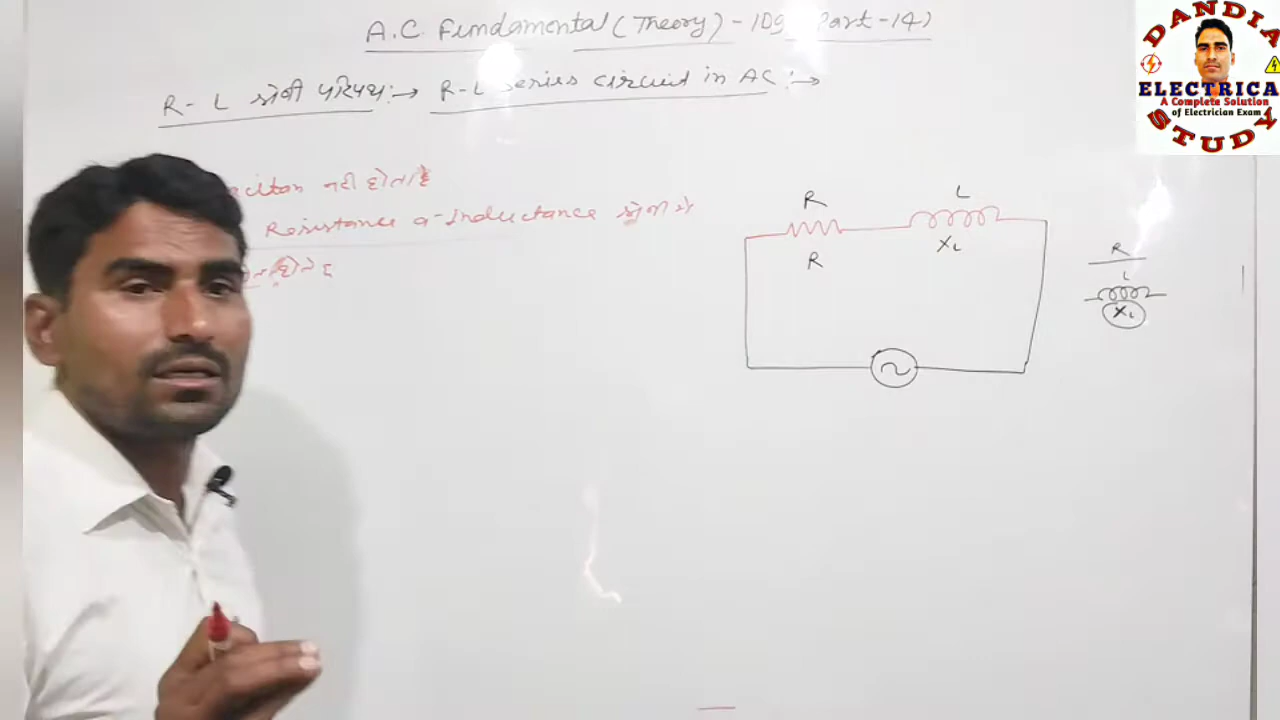 A.C. Fundamental (Theory) - 109 Part-14)
R-L श्रेणी परिपथ :→ R-L series circuit in AC :→
नही होता है
Resistance व Inductance श्रेणी मे
R
L
R
XL
R
L
XL
DANDIA
ELECTRICA
A Complete Solution
of Electrician Exam
STUDY